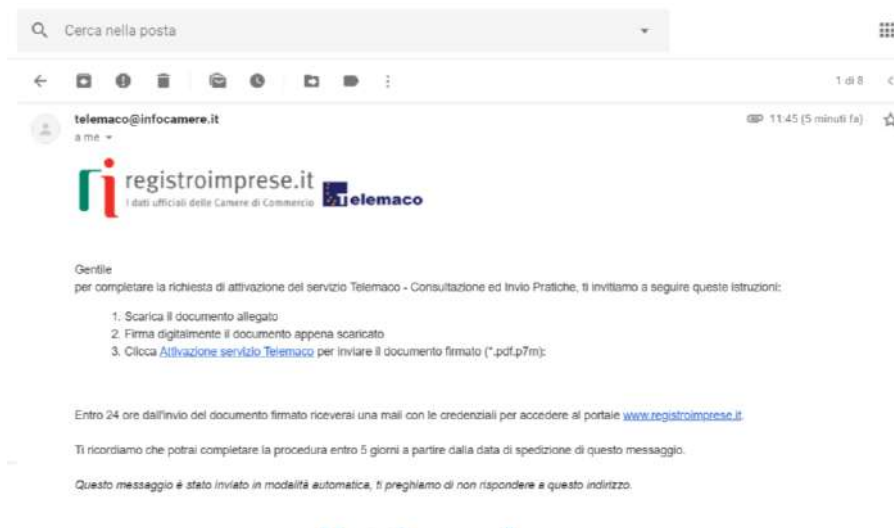 Cerca nella posta
1 di 8
telemaco@infocamere.it
11:45 (5 minuti fa)
a me
registroimprese.it
I dati ufficiali delle Camere di Commercio
Telemaco
Gentile
per completare la richiesta di attivazione del servizio Telemaco - Consultazione ed Invio Pratiche, ti invitiamo a seguire queste istruzioni:
1. Scarica il documento allegato
2. Firma digitalmente il documento appena scaricato
3. Clicca Attivazione servizio Telemaco per inviare il documento firmato (*.pdf.p7m):
Entro 24 ore dall'invio del documento firmato riceverai una mail con le credenziali per accedere al portale www.registroimprese.it.
Ti ricordiamo che potrai completare la procedura entro 5 giorni a partire dalla data di spedizione di questo messaggio.
Questo messaggio è stato inviato in modalità automatica, ti preghiamo di non rispondere a questo indirizzo.